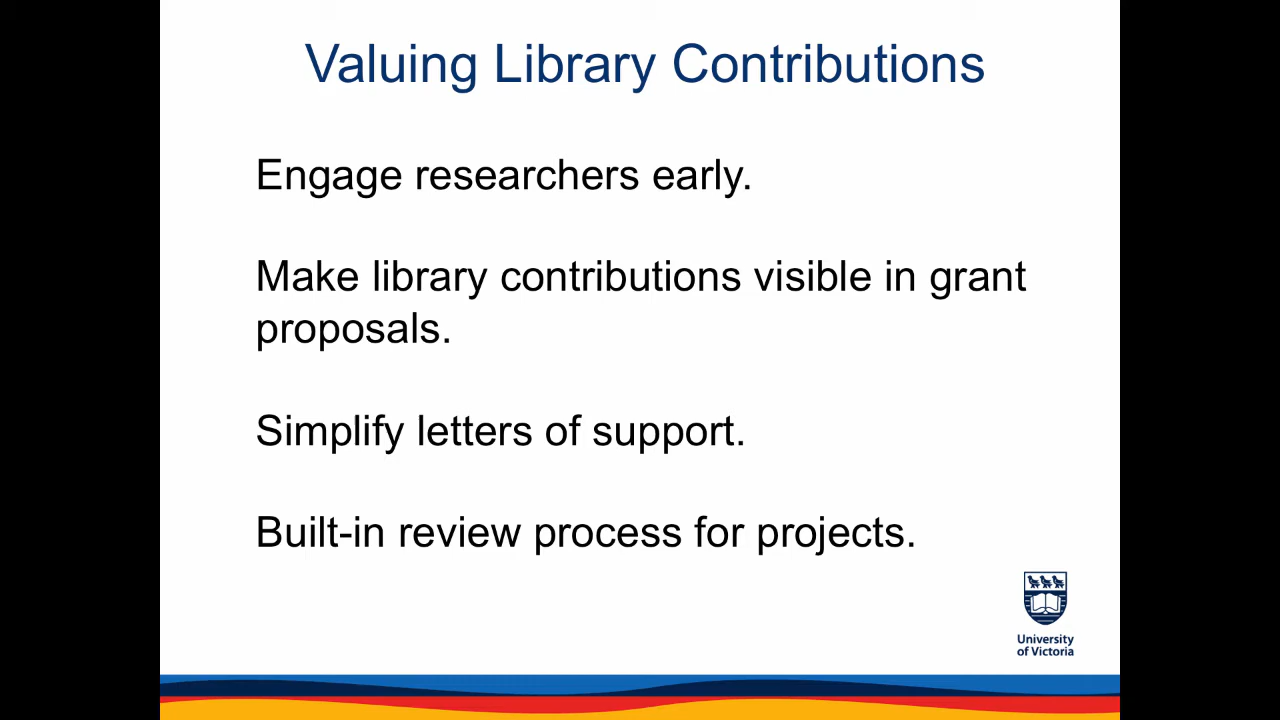 Valuing Library Contributions
Engage researchers early.
Make library contributions visible in grant
proposals.
Simplify letters of support.
Built-in review process for projects.
University
of Victoria